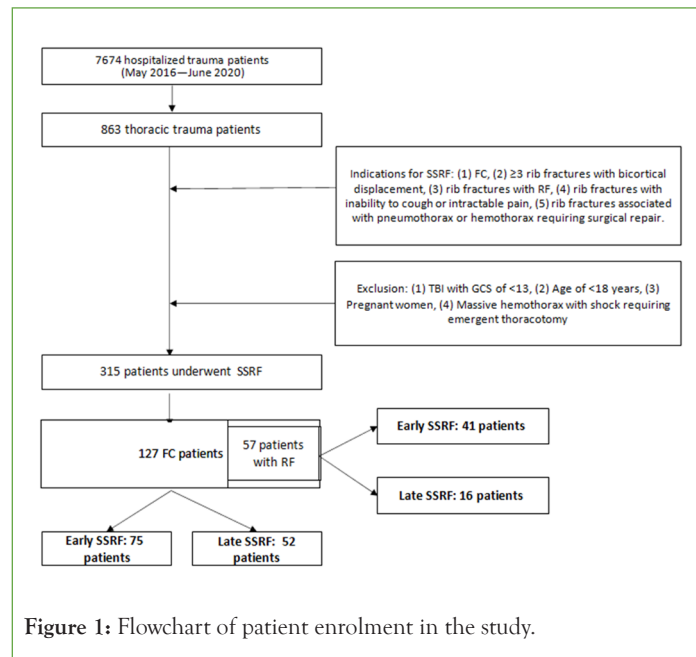 7674 hospitalized trauma patients
(May 2016—June 2020)
863 thoracic trauma patients
Indications for SSRF: (1) FC, (2) ≥3 rib fractures with bicortical
displacement, (3) rib fractures with RF, (4) rib fractures with
inability to cough or intractable pain, (5) rib fractures associated
with pneumothorax or hemothorax requiring surgical repair.
Exclusion: (1) TBI with GCS of <13, (2) Age of <18 years, (3)
Pregnant women, (4) Massive hemothorax with shock requiring
emergent thoracotomy
315 patients underwent SSRF
127 FC patients
57 patients
with RF
Early SSRF: 41 patients
Late SSRF: 16 patients
Early SSRF: 75
patients
Late SSRF: 52
patients
Figure 1: Flowchart of patient enrolment in the study.